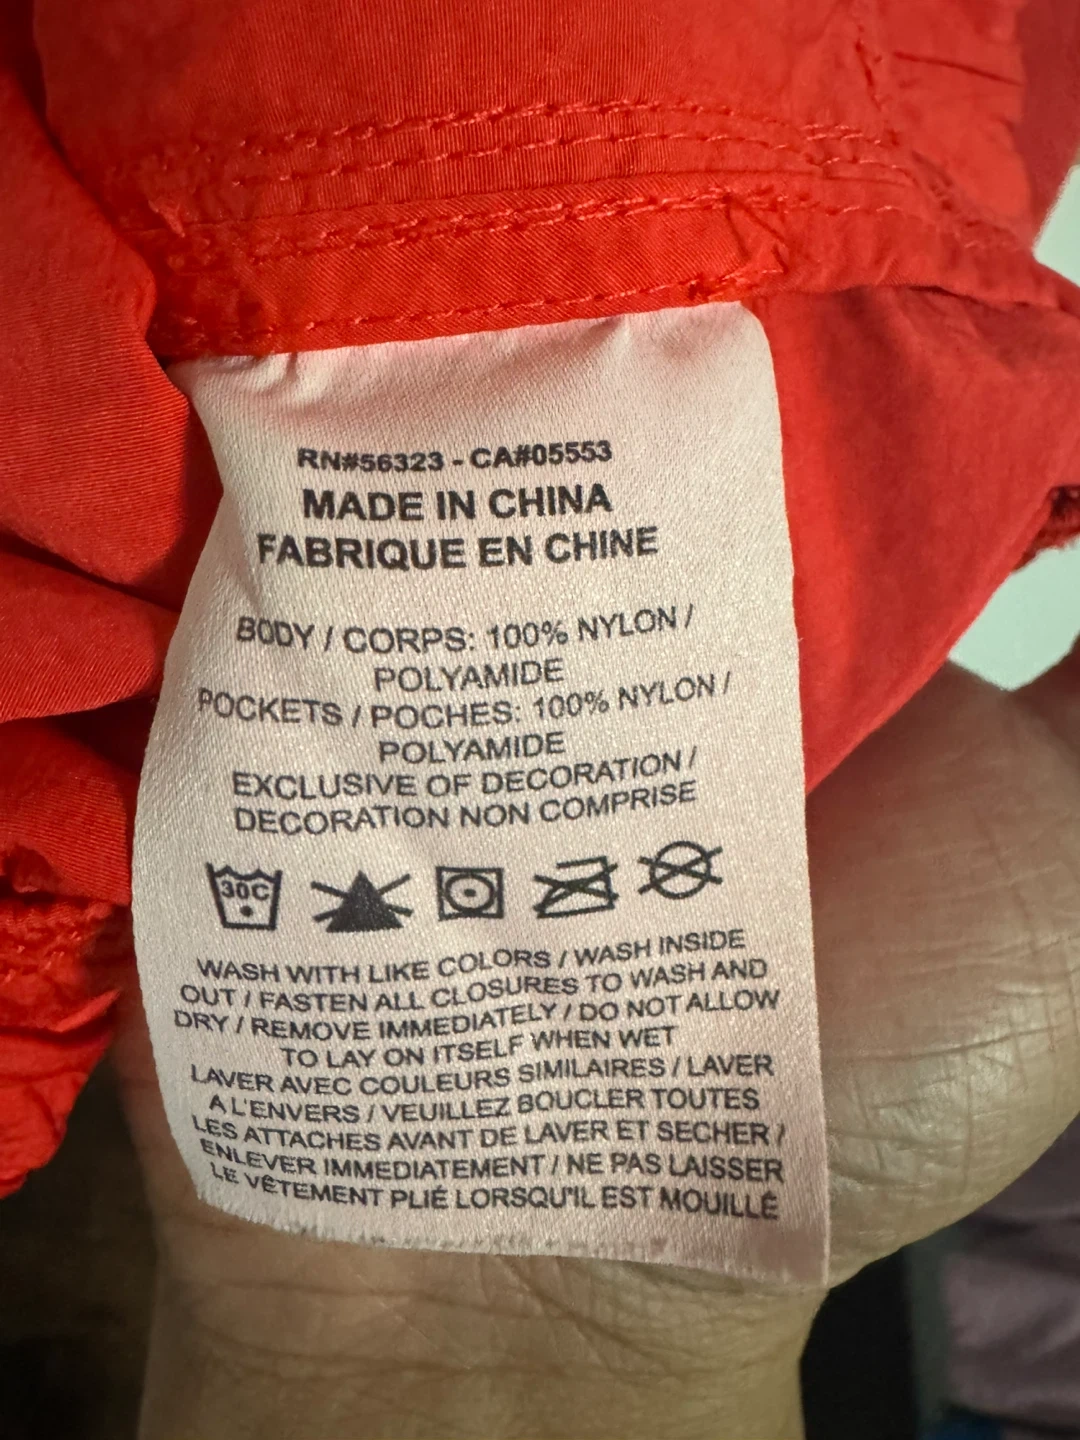 RN#56323 - CA#05553
MADE IN CHINA
FABRIQUE EN CHINE
BODY / CORPS: 100% NYLON /
POLYAMIDE
POCKETS / POCHES: 100% NYLON /
POLYAMIDE
EXCLUSIVE OF DECORATION /
DECORATION NON COMPRISE
30C
WASH WITH LIKE COLORS / WASH INSIDE
OUT / FASTEN ALL CLOSURES TO WASH AND
DRY / REMOVE IMMEDIATELY / DO NOT ALLOW
TO LAY ON ITSELF WHEN WET
LAVER AVEC COULEURS SIMILAIRES / LAVER
A L'ENVERS / VEUILLEZ BOUCLER TOUTES
LES ATTACHES AVANT DE LAVER ET SECHER /
ENLEVER IMMEDIATEMENT / NE PAS LAISSER
LE VÊTEMENT PLIÉ LORSQU'IL EST MOUILLÉ